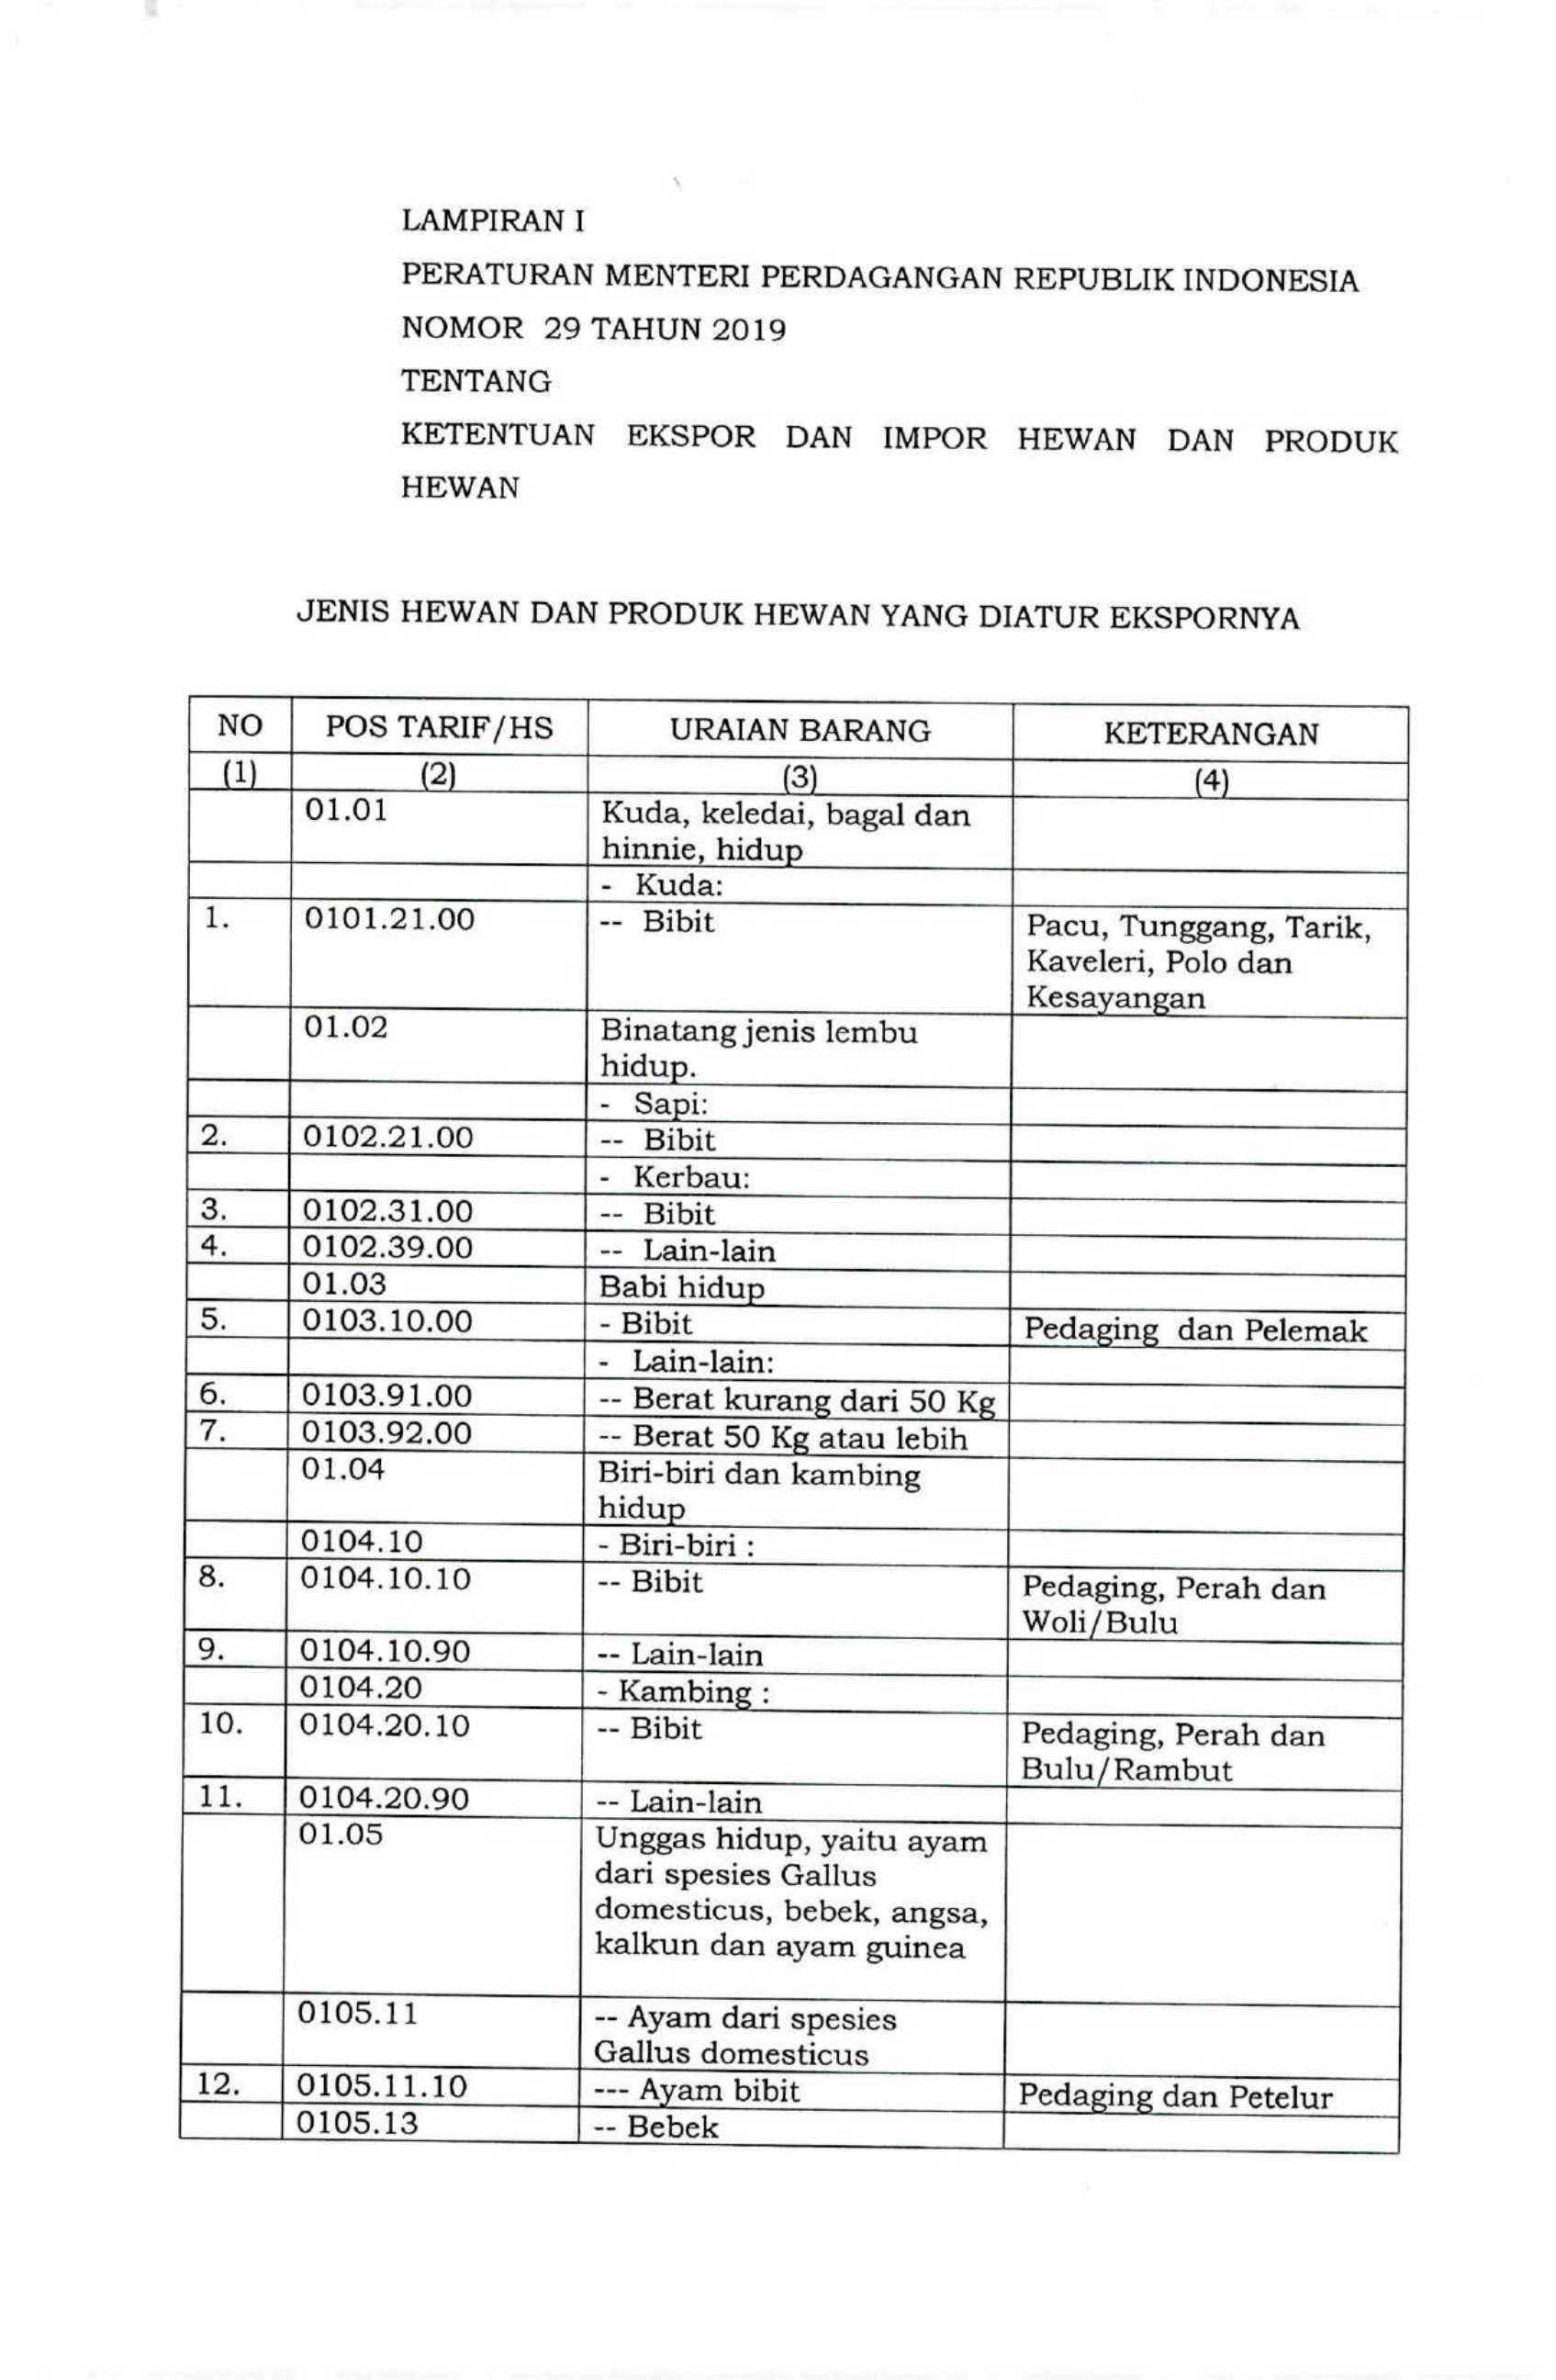 LAMPIRAN I
PERATURAN MENTERI PERDAGANGAN REPUBLIK INDONESIA
NOMOR 29 TAHUN 2019
TENTANG
KETENTUAN EKSPOR DAN IMPOR HEWAN DAN PRODUK
HEWAN
JENIS HEWAN DAN PRODUK HEWAN YANG DIATUR EKSPORNYA
NO POS TARIF/HS URAIAN BARANG KETERANGAN
(1) (2) (3) (4)
01.01 Kuda, keledai, bagal dan
hinnie, hidup
- Kuda:
1. 0101.21.00 -- Bibit Pacu, Tunggang, Tarik,
Kaveleri, Polo dan
Kesayangan
01.02 Binatang jenis lembu
hidup.
- Sapi:
2. 0102.21.00 -- Bibit
- Kerbau:
3. 0102.31.00 -- Bibit
4. 0102.39.00 -- Lain-lain
01.03 Babi hidup
5. 0103.10.00 - Bibit Pedaging dan Pelemak
- Lain-lain:
6. 0103.91.00 -- Berat kurang dari 50 Kg
7. 0103.92.00 -- Berat 50 Kg atau lebih
01.04 Biri-biri dan kambing
hidup
0104.10 - Biri-biri :
8. 0104.10.10 -- Bibit Pedaging, Perah dan
Woli/Bulu
9. 0104.10.90 -- Lain-lain
0104.20 - Kambing :
10. 0104.20.10 -- Bibit Pedaging, Perah dan
Bulu/Rambut
11. 0104.20.90 -- Lain-lain
01.05 Unggas hidup, yaitu ayam
dari spesies Gallus
domesticus, bebek, angsa,
kalkun dan ayam guinea
0105.11 -- Ayam dari spesies
Gallus domesticus
12. 0105.11.10 --- Ayam bibit Pedaging dan Petelur
0105.13 -- Bebek